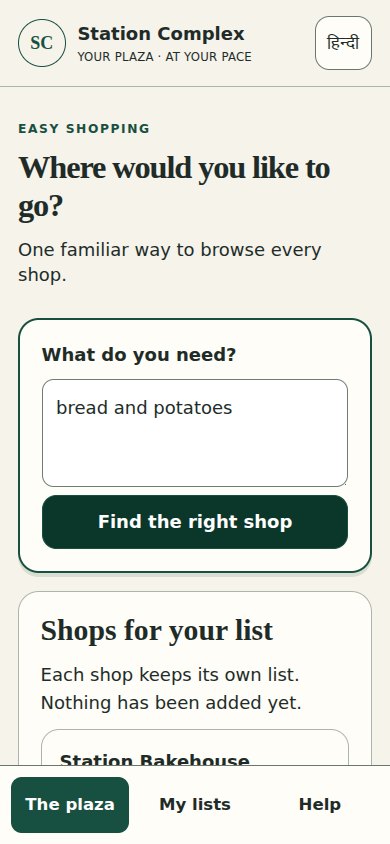 SC
Station Complex
YOUR PLAZA · AT YOUR PACE
हिन्दी
EASY SHOPPING
Where would you like to
go?
One familiar way to browse every
shop.
What do you need?
bread and potatoes
Find the right shop
Shops for your list
Each shop keeps its own list.
Nothing has been added yet.
Station Bakehouse
The plaza
My lists
Help